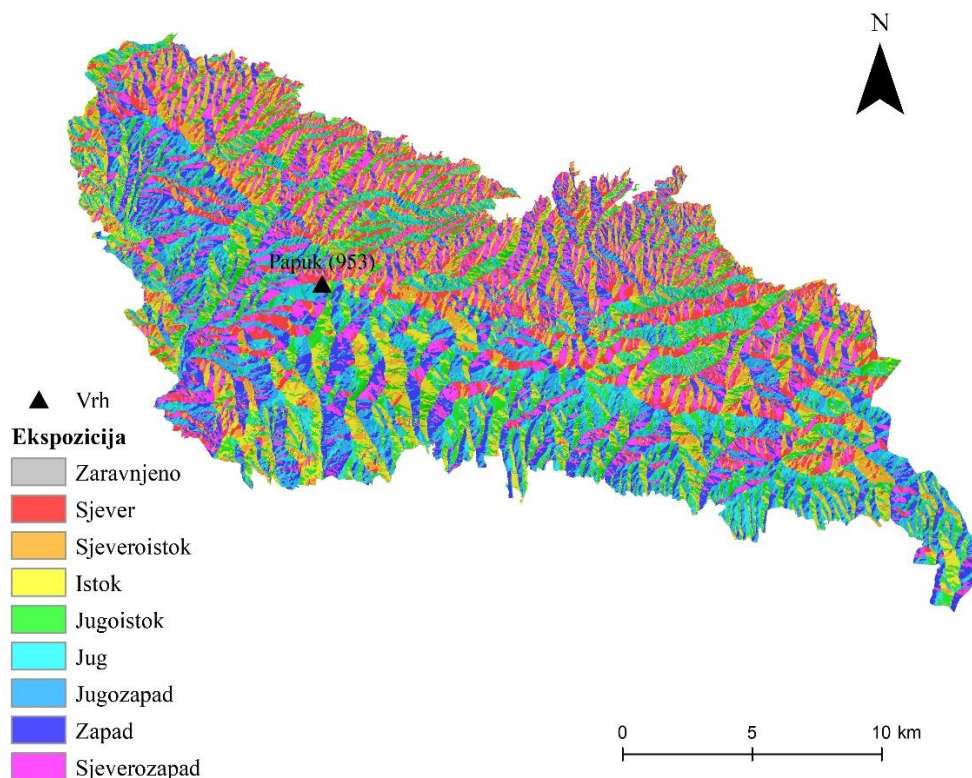 N
Papuk (953)
Vrh
Ekspozicija
Zaravnjeno
Sjever
Sjeveroistok
Istok
Jugoistok
Jug
Jugozapad
Zapad
Sjeverozapad
0 5 10 km